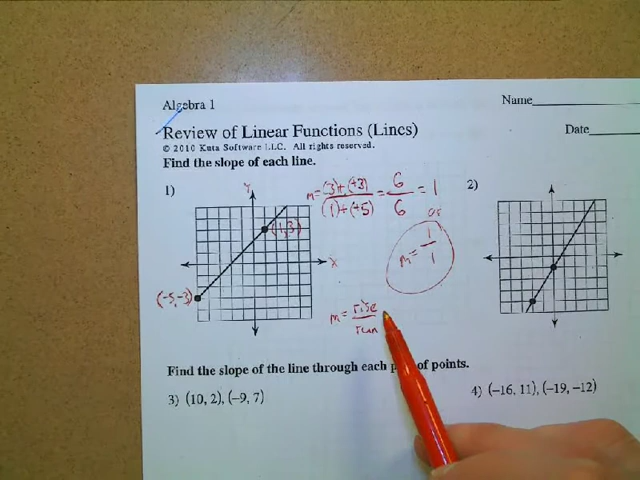 Algebra 1
Name
Review of Linear Functions (Lines)
Date
© 2010 Kuta Software LLC. All rights reserved.
Find the slope of each line.
1)
Y
X
(1,3)
(-5,-3)
m = (3)+(+3) / (1)+(+5) = 6/6 = 1
or
m = 1/1
m = rise/run
2)
Find the slope of the line through each of points.
3) (10, 2), (−9, 7)
4) (−16, 11), (−19, −12)